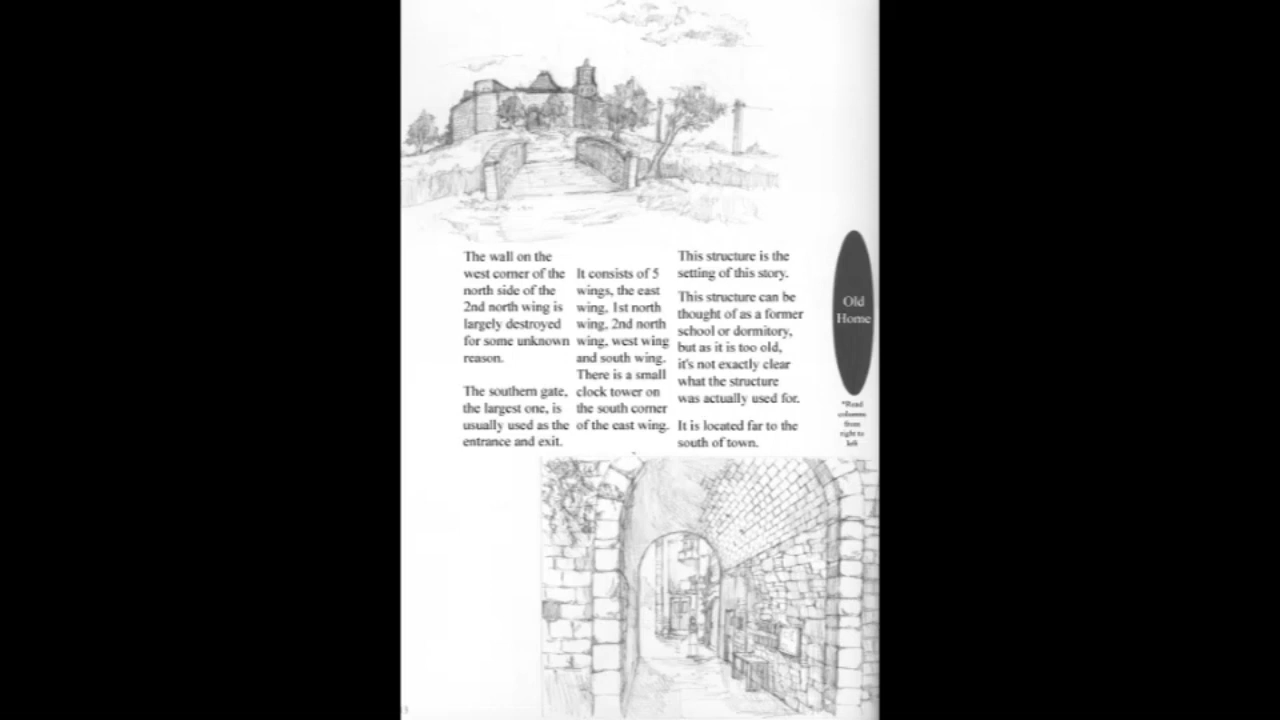 Old
Home
*Read
columns
from
right to
left
This structure is the
setting of this story.
This structure can be
thought of as a former
school or dormitory,
but as it is too old,
it's not exactly clear
what the structure
was actually used for.
It is located far to the
south of town.
It consists of 5
wings, the east
wing, 1st north
wing, 2nd north
wing, west wing
and south wing.
There is a small
clock tower on
the south corner
of the east wing.
The wall on the
west corner of the
north side of the
2nd north wing is
largely destroyed
for some unknown
reason.
The southern gate,
the largest one, is
usually used as the
entrance and exit.